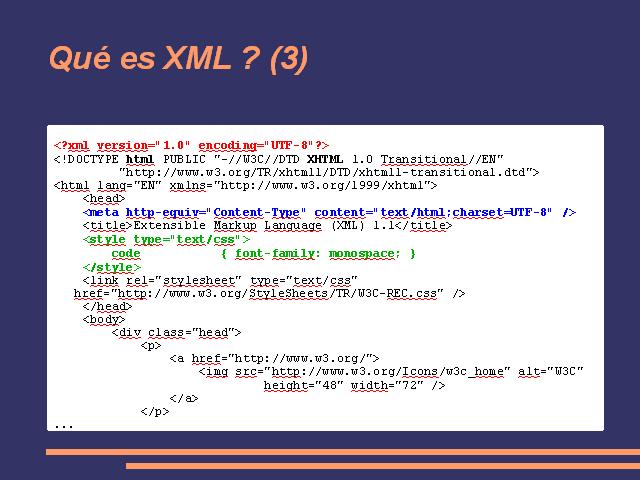 Qué es XML ? (3)
<?xml version="1.0" encoding="UTF-8"?>
<!DOCTYPE html PUBLIC "-//W3C//DTD XHTML 1.0 Transitional//EN"
"http://www.w3.org/TR/xhtml1/DTD/xhtml1-transitional.dtd">
<html lang="EN" xmlns="http://www.w3.org/1999/xhtml">
<head>
<meta http-equiv="Content-Type" content="text/html;charset=UTF-8" />
<title>Extensible Markup Language (XML) 1.1</title>
<style type="text/css">
code { font-family: monospace; }
</style>
<link rel="stylesheet" type="text/css"
href="http://www.w3.org/StyleSheets/TR/W3C-REC.css" />
</head>
<body>
<div class="head">
<p>
<a href="http://www.w3.org/">
<img src="http://www.w3.org/Icons/w3c_home" alt="W3C"
height="48" width="72" />
</a>
</p>
...